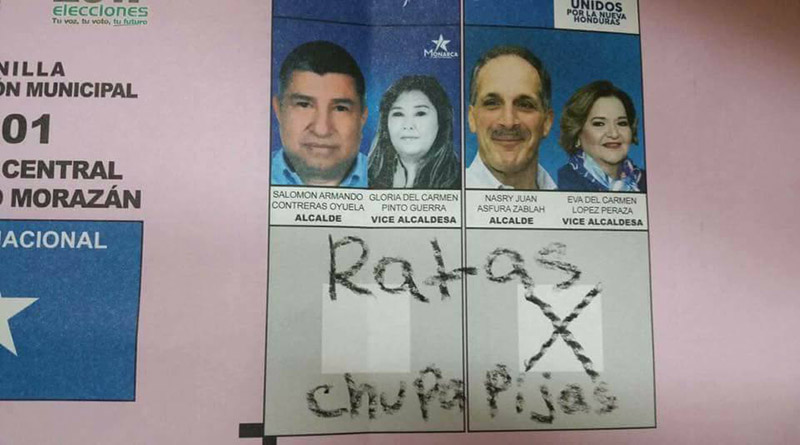 elecciones
Tu voz, tu voto, tu futuro
NILLA
ÓN MUNICIPAL
01
CENTRAL
O MORAZÁN
ACIONAL
MONARCA
UNIDOS
POR LA NUEVA
HONDURAS
SALOMON ARMANDO
CONTRERAS OYUELA
ALCALDE
GLORIA DEL CARMEN
PINTO GUERRA
VICE ALCALDESA
NASRY JUAN
ASFURA ZABLAH
ALCALDE
EVA DEL CARMEN
LOPEZ PERAZA
VICE ALCALDESA
Ratas
X
chupa pijas